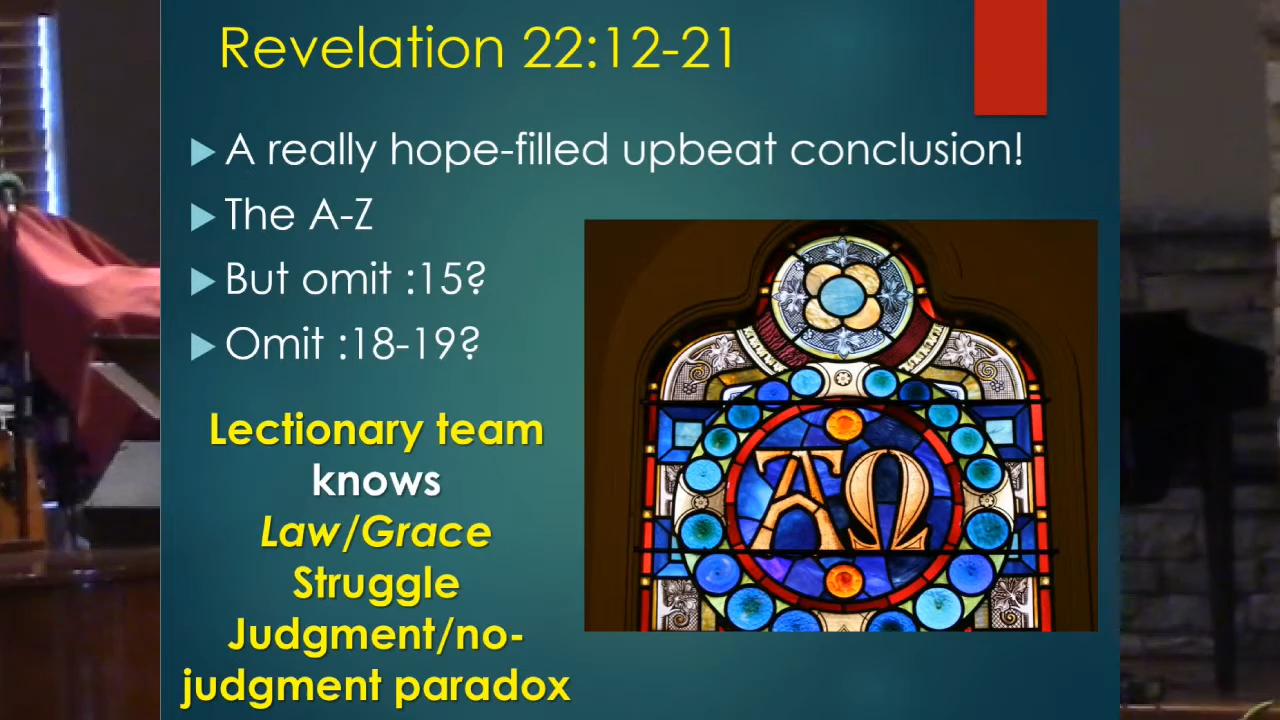 Revelation 22:12-21
A really hope-filled upbeat conclusion!
The A-Z
But omit :15?
Omit :18-19?
Lectionary team
knows
Law/Grace
Struggle
Judgment/no-
judgment paradox
ΑΩ